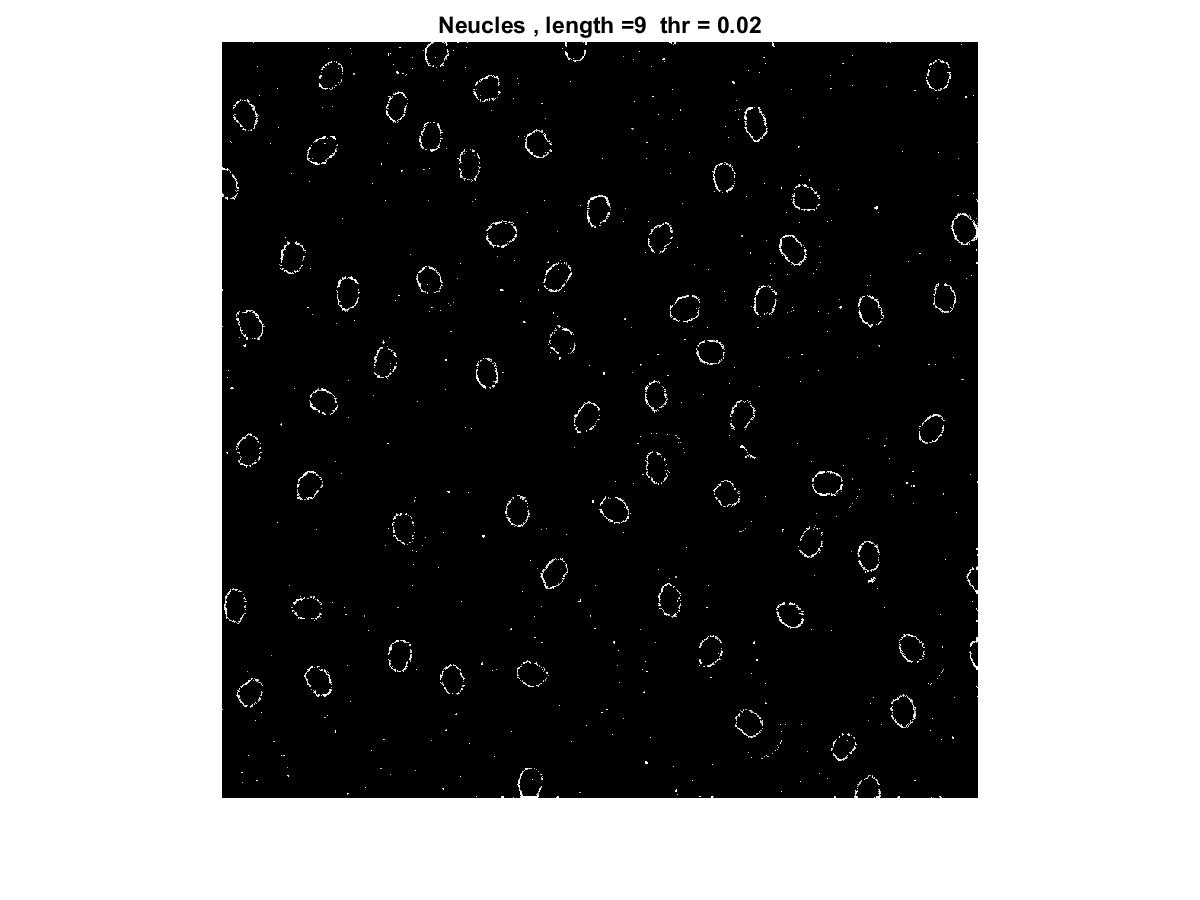 Neucles , length =9  thr = 0.02